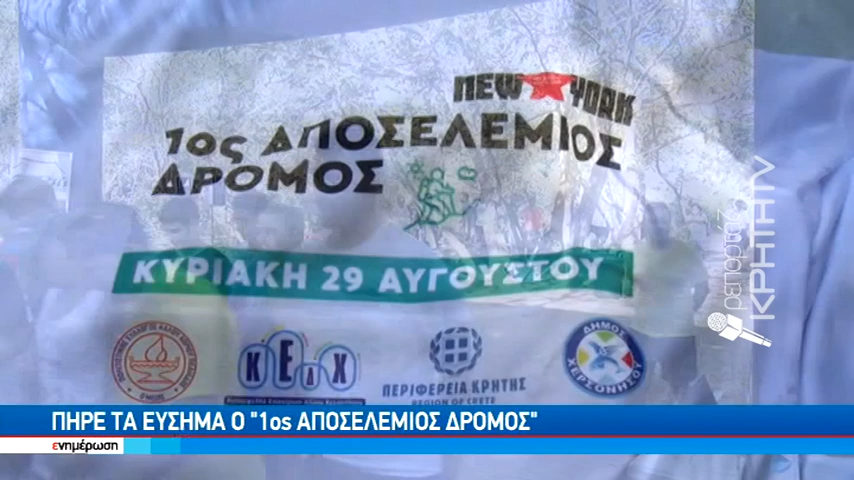 NEW YORK
1ος ΑΠΟΣΕΛΕΜΙΟΣ
ΔΡΟΜΟΣ
ΚΥΡΙΑΚΗ 29 ΑΥΓΟΥΣΤΟΥ
ΚΕΔΧ
ΠΕΡΙΦΕΡΕΙΑ ΚΡΗΤΗΣ
REGION OF CRETE
ΔΗΜΟΣ
ΧΕΡΣΟΝΗΣΟΥ
ρεπορτάζ
ΚΡΗΤΗ TV
ΠΗΡΕ ΤΑ ΕΥΣΗΜΑ Ο "1os ΑΠΟΣΕΛΕΜΙΟΣ ΔΡΟΜΟΣ"
ενημέρωση